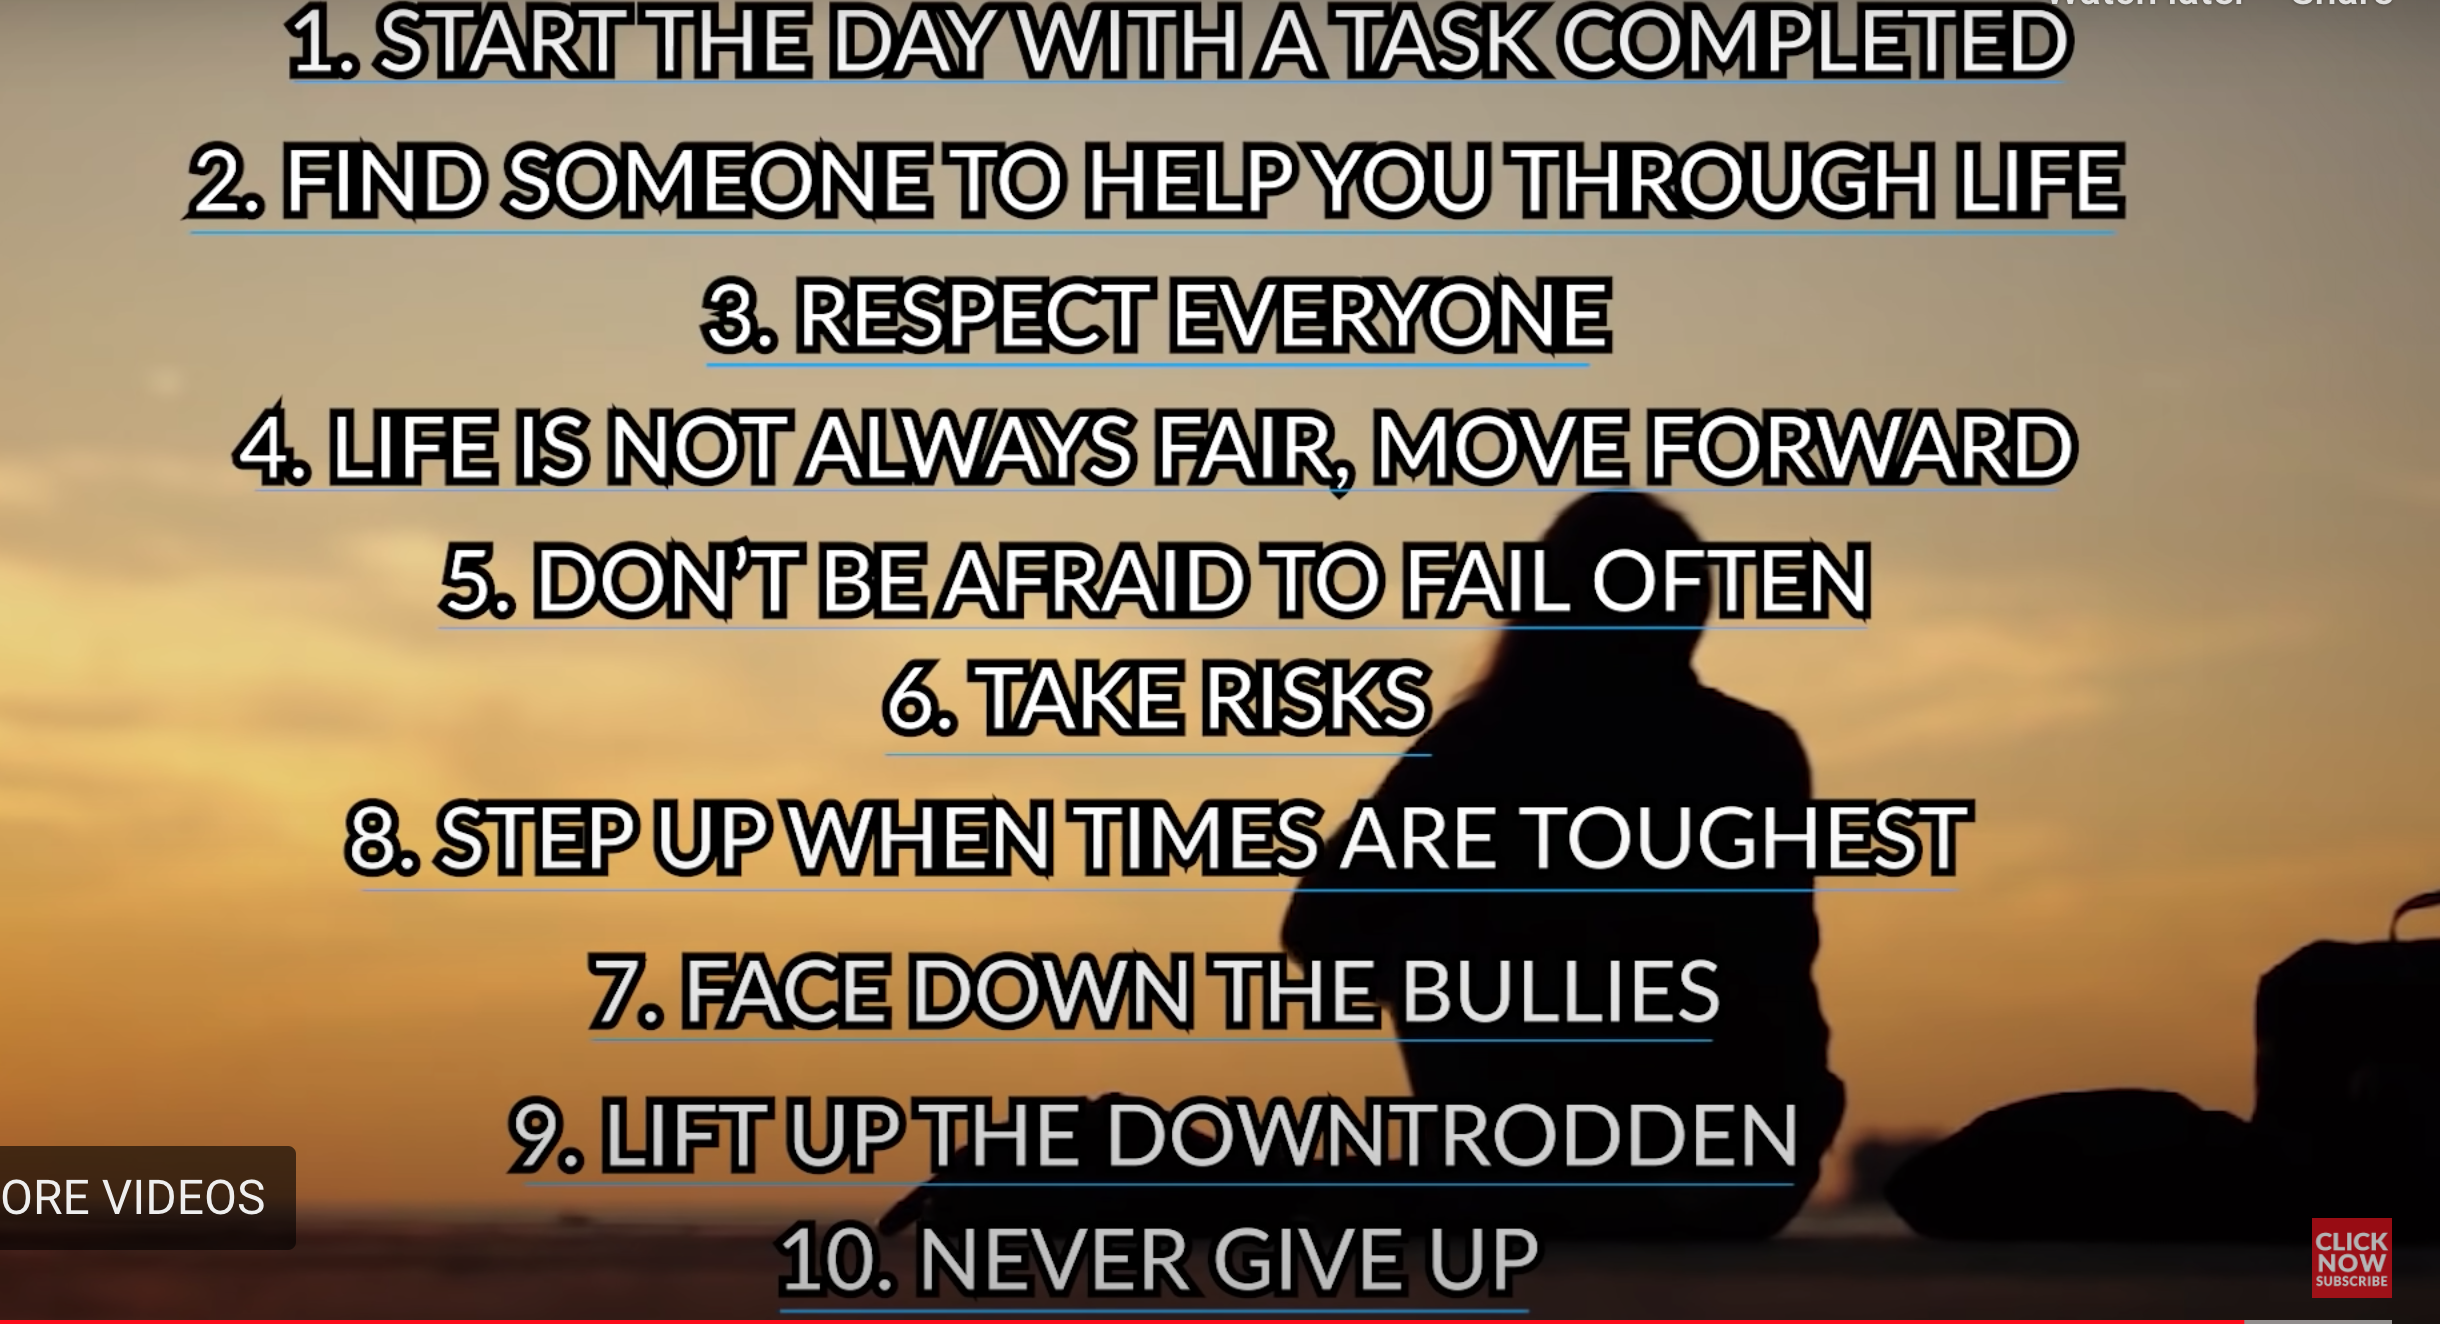 1. START THE DAY WITH A TASK COMPLETED
2. FIND SOMEONE TO HELP YOU THROUGH LIFE
3. RESPECT EVERYONE
4. LIFE IS NOT ALWAYS FAIR, MOVE FORWARD
5. DON'T BE AFRAID TO FAIL OFTEN
6. TAKE RISKS
8. STEP UP WHEN TIMES ARE TOUGHEST
7. FACE DOWN THE BULLIES
9. LIFT UP THE DOWNTRODDEN
ORE VIDEOS
10. NEVER GIVE UP
CLICK
NOW
SUBSCRIBE